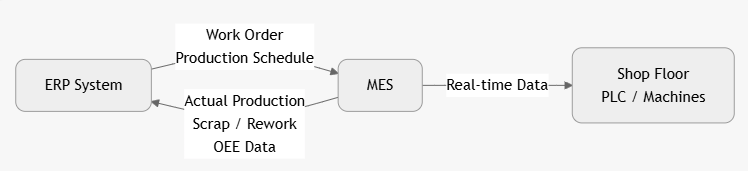 ERP System
Work Order
Production Schedule
Actual Production
Scrap / Rework
OEE Data
MES
Real-time Data
Shop Floor
PLC / Machines